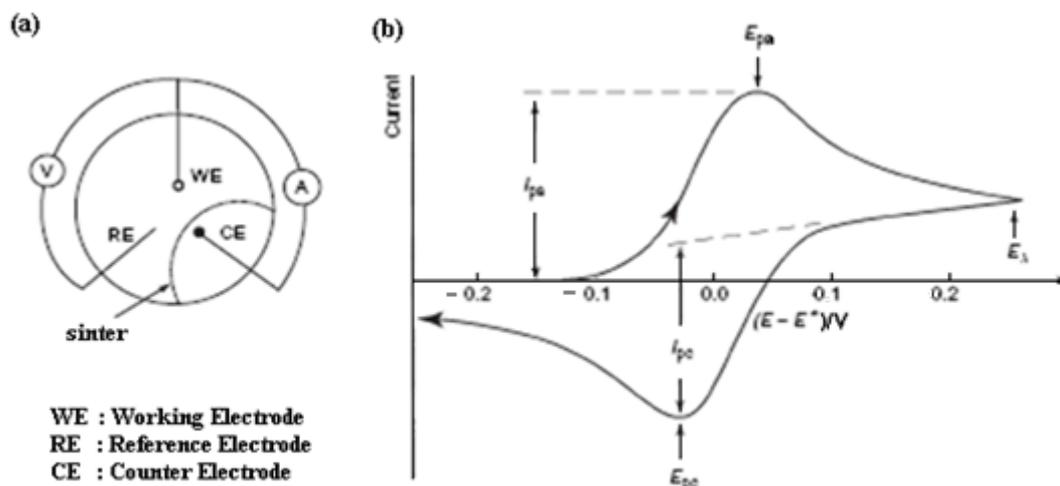 (a)
V
WE
A
RE
CE
sinter
WE : Working Electrode
RE : Reference Electrode
CE : Counter Electrode
(b)
Epa
Current
ipa
Eλ
- 0.2
- 0.1
0.0
0.1
0.2
(E – E°)/V
ipc
Epc